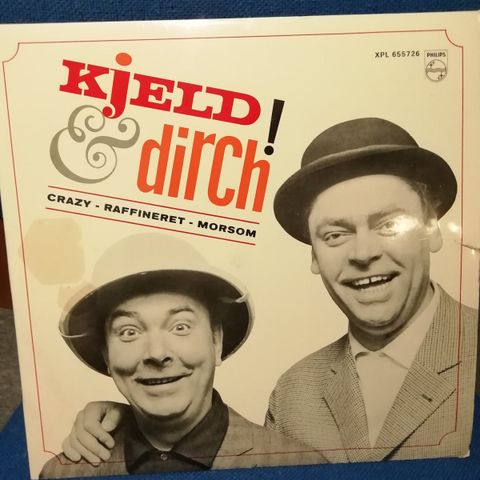 XPL 655726
PHILIPS
KjELD
& dirch!
CRAZY - RAFFINERET - MORSOM